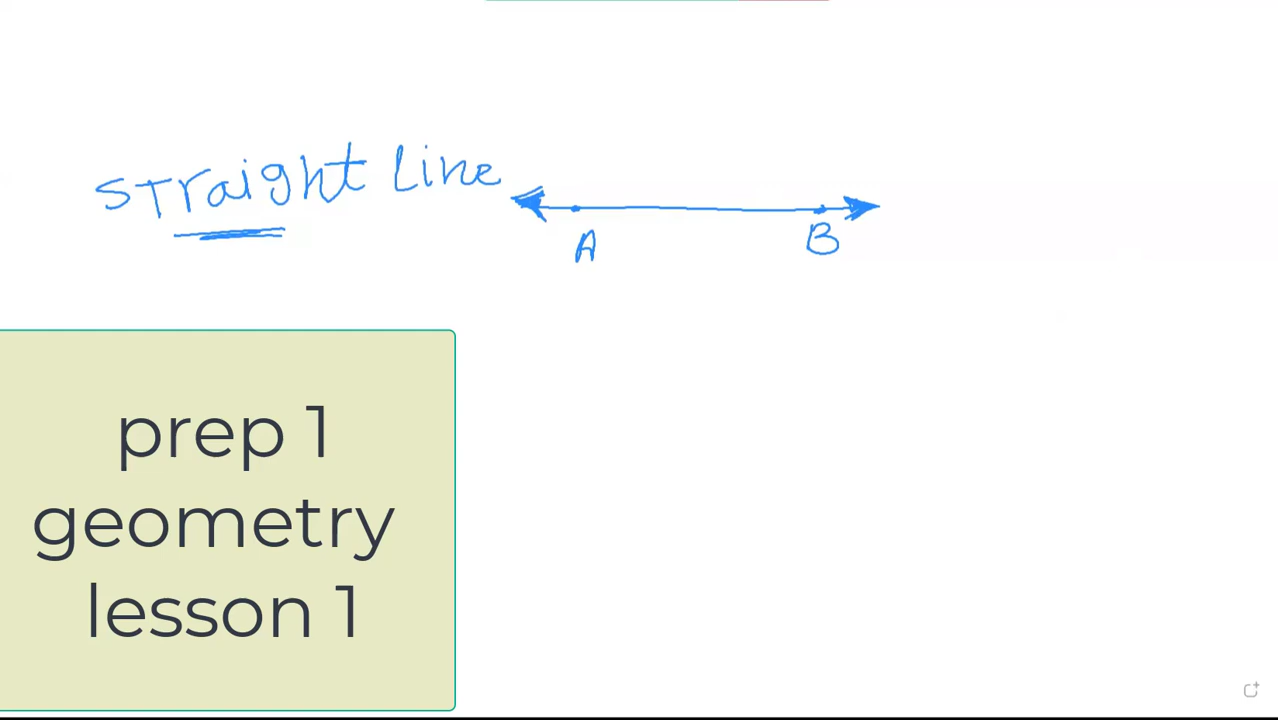 straight line
A
B
prep 1
geometry
lesson 1